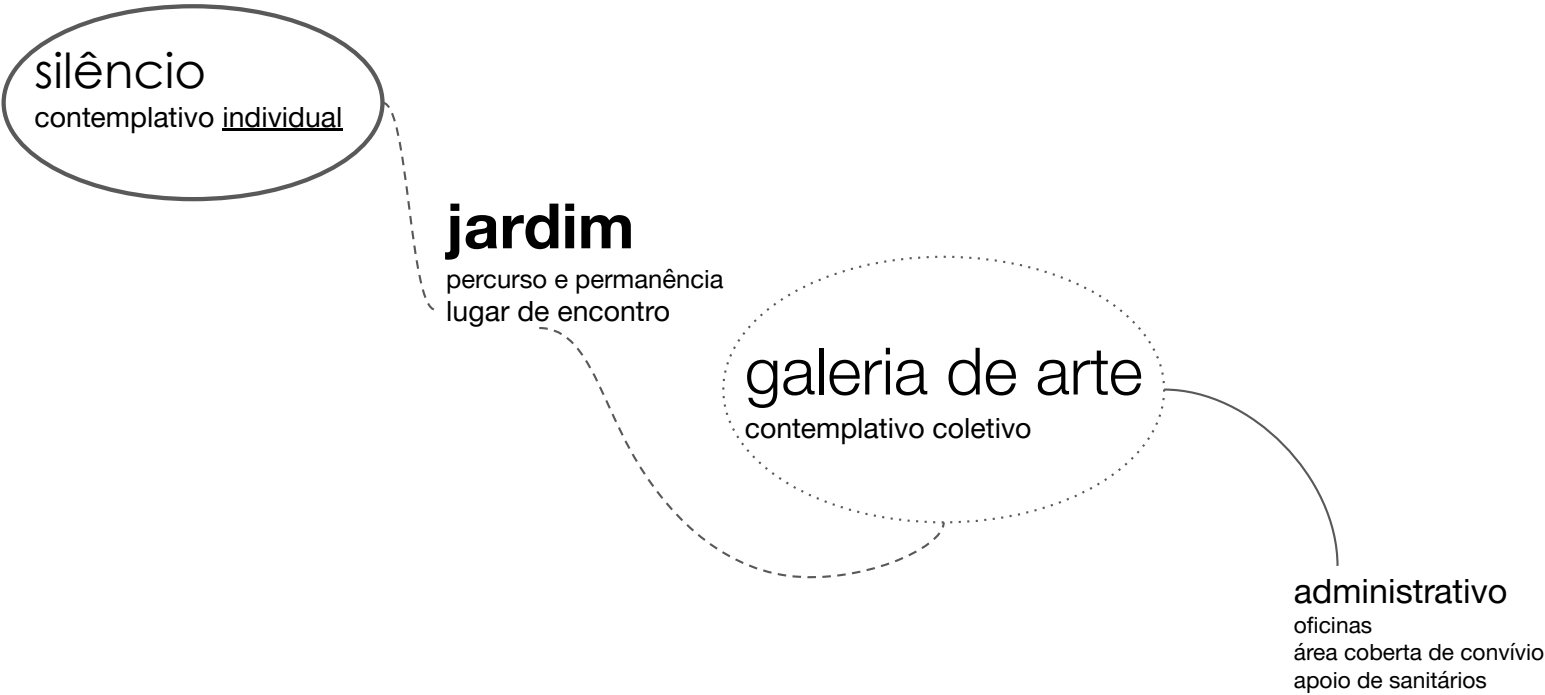 silêncio
contemplativo individual
jardim
percurso e permanência
lugar de encontro
galeria de arte
contemplativo coletivo
administrativo
oficinas
área coberta de convívio
apoio de sanitários